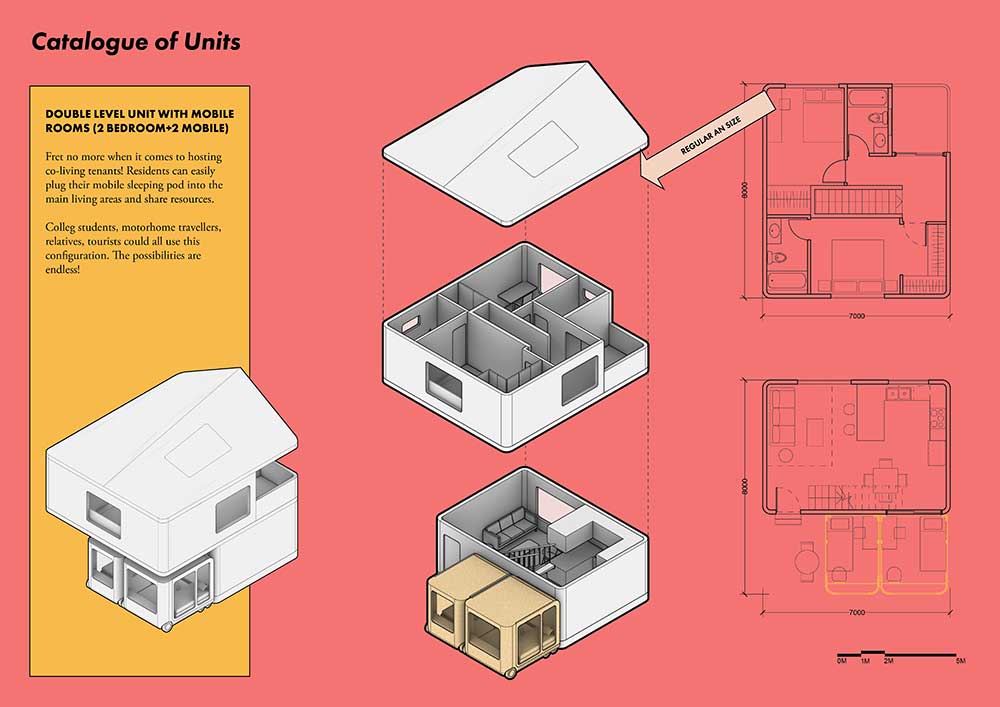 Catalogue of Units
DOUBLE LEVEL UNIT WITH MOBILE
ROOMS (2 BEDROOM+2 MOBILE)
Fret no more when it comes to hosting
co-living tenants! Residents can easily
plug their mobile sleeping pod into the
main living areas and share resources.
Colleg students, motorhome travellers,
relatives, tourists could all use this
configuration. The possibilities are
endless!
REGULAR AN SIZE
8000
7000
8000
7000
0M 1M 2M 5M